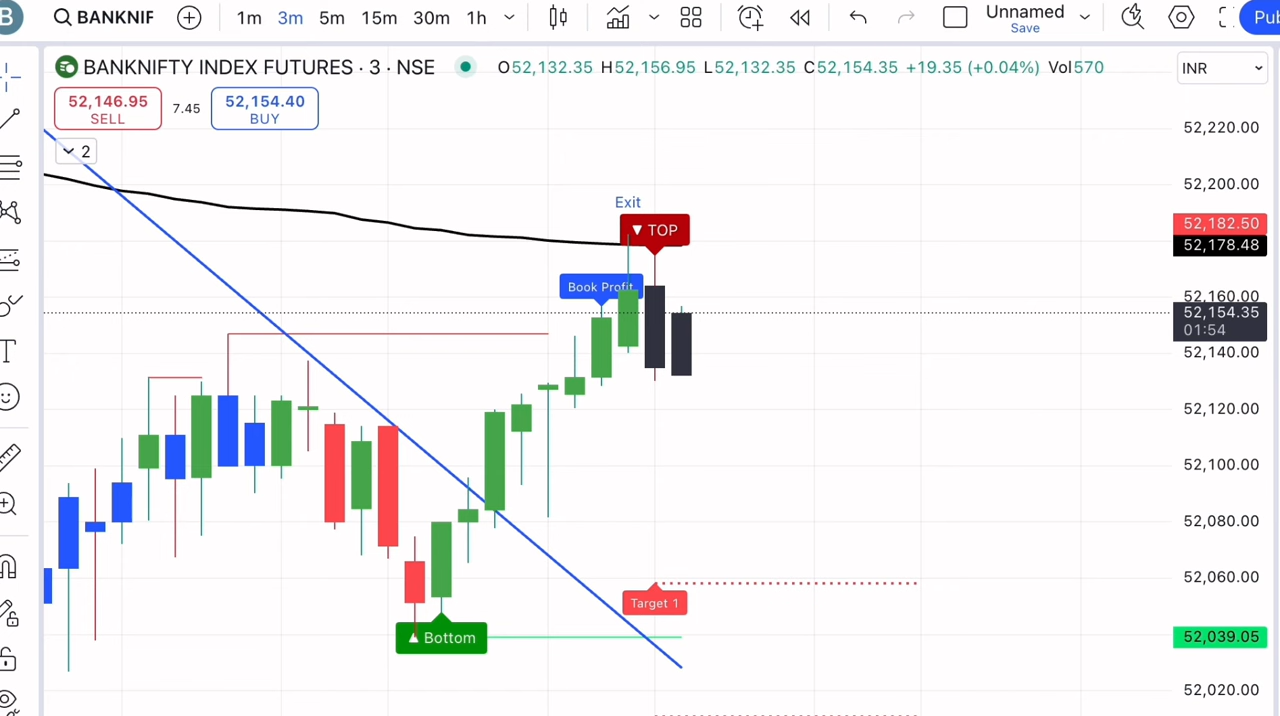 B
BANKNIF
1m 3m 5m 15m 30m 1h
Unnamed
Save
Pub
BANKNIFTY INDEX FUTURES · 3 · NSE
O52,132.35 H52,156.95 L52,132.35 C52,154.35 +19.35 (+0.04%) Vol570
INR
52,146.95
SELL
7.45
52,154.40
BUY
2
52,220.00
52,200.00
Exit
TOP
52,182.50
52,178.48
Book Profit
52,160.00
52,154.35
01:54
52,140.00
52,120.00
52,100.00
52,080.00
52,060.00
Target 1
Bottom
52,039.05
52,020.00